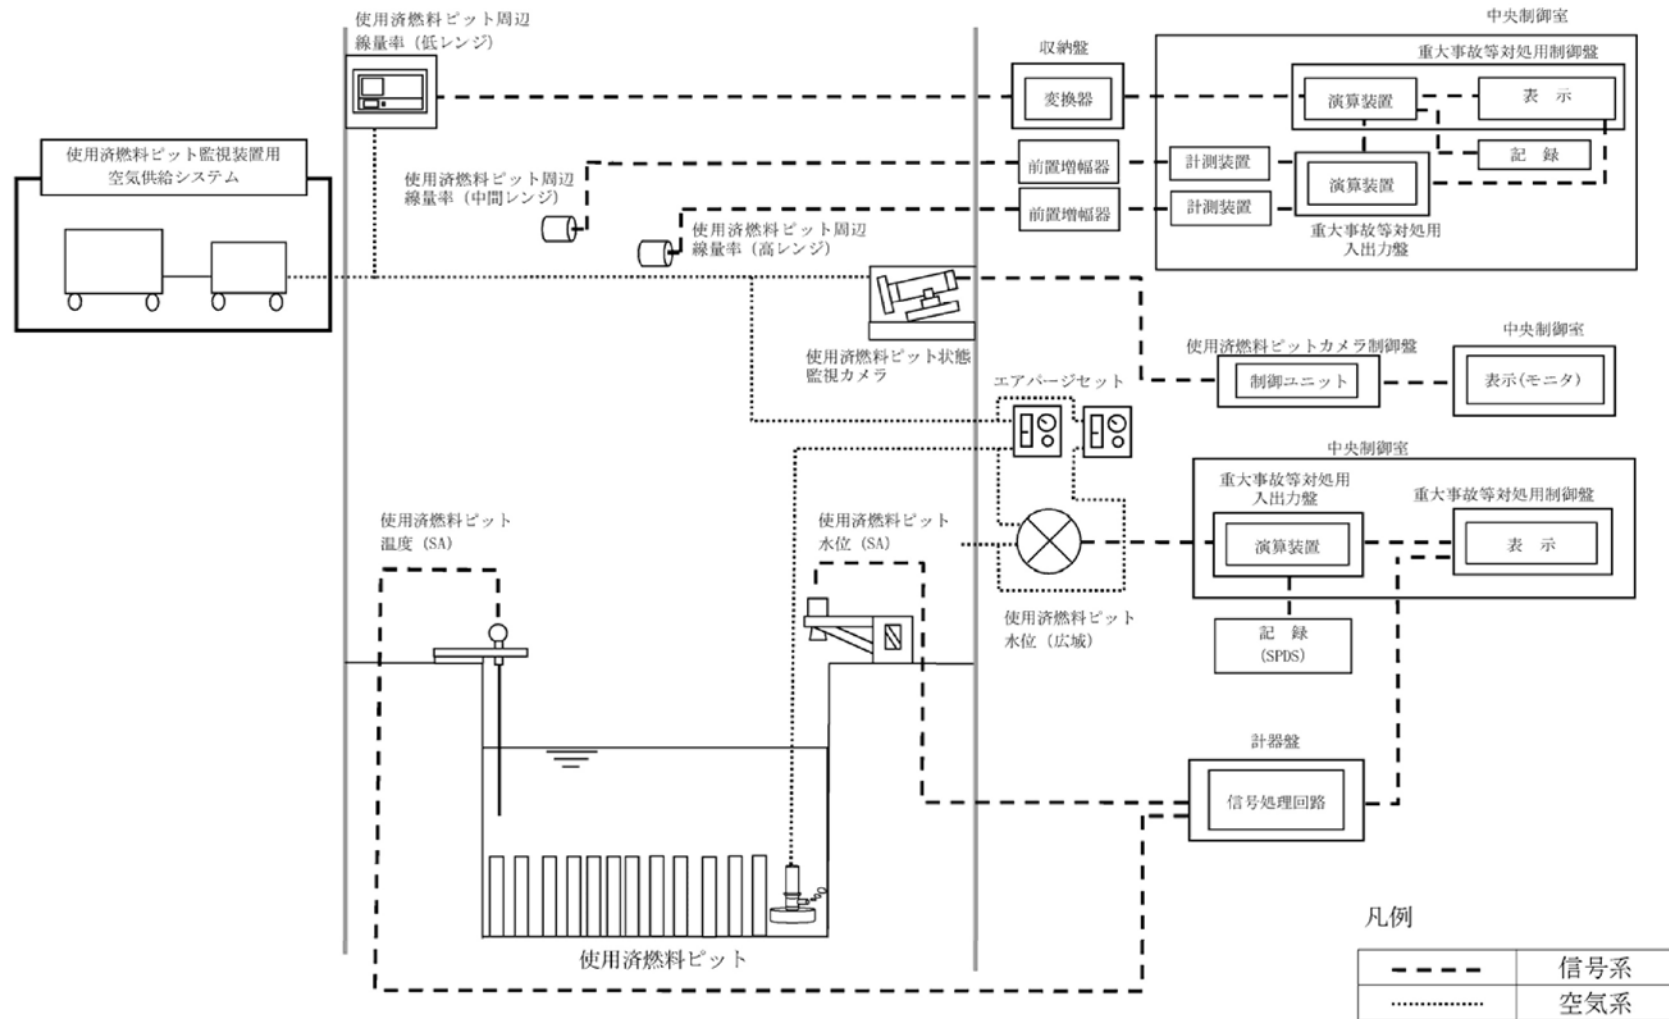 使用済燃料ピット周辺
線量率（低レンジ）
中央制御室
収納盤
重大事故等対処用制御盤
変換器
演算装置
表　示
使用済燃料ピット監視装置用
空気供給システム
記　録
前置増幅器
計測装置
使用済燃料ピット周辺
線量率（中間レンジ）
演算装置
前置増幅器
計測装置
使用済燃料ピット周辺
線量率（高レンジ）
重大事故等対処用
入出力盤
中央制御室
使用済燃料ピット状態
監視カメラ
使用済燃料ピットカメラ制御盤
制御ユニット
表示(モニタ)
エアパージセット
中央制御室
重大事故等対処用
入出力盤
重大事故等対処用制御盤
使用済燃料ピット
温度（SA）
使用済燃料ピット
水位（SA）
演算装置
表　示
使用済燃料ピット
水位（広域）
記　録
(SPDS)
計器盤
信号処理回路
使用済燃料ピット
凡例
信号系
空気系